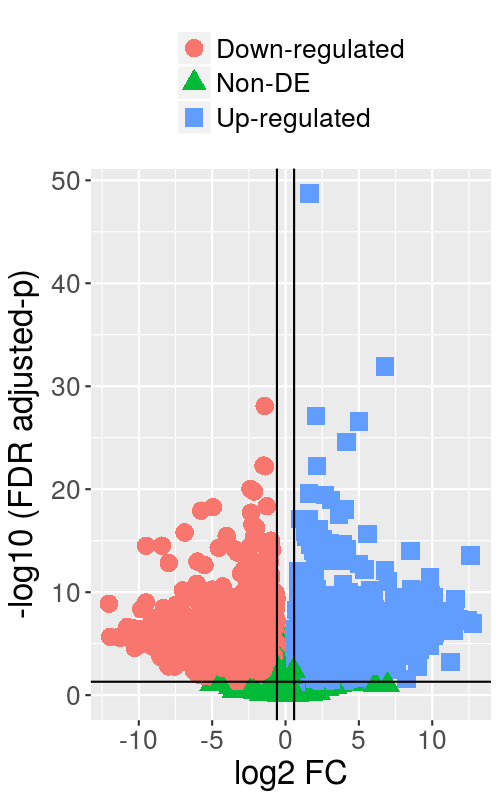 Down-regulated
Non-DE
Up-regulated
50
40
30
20
10
0
-log10 (FDR adjusted-p)
-10 -5 0 5 10
log2 FC